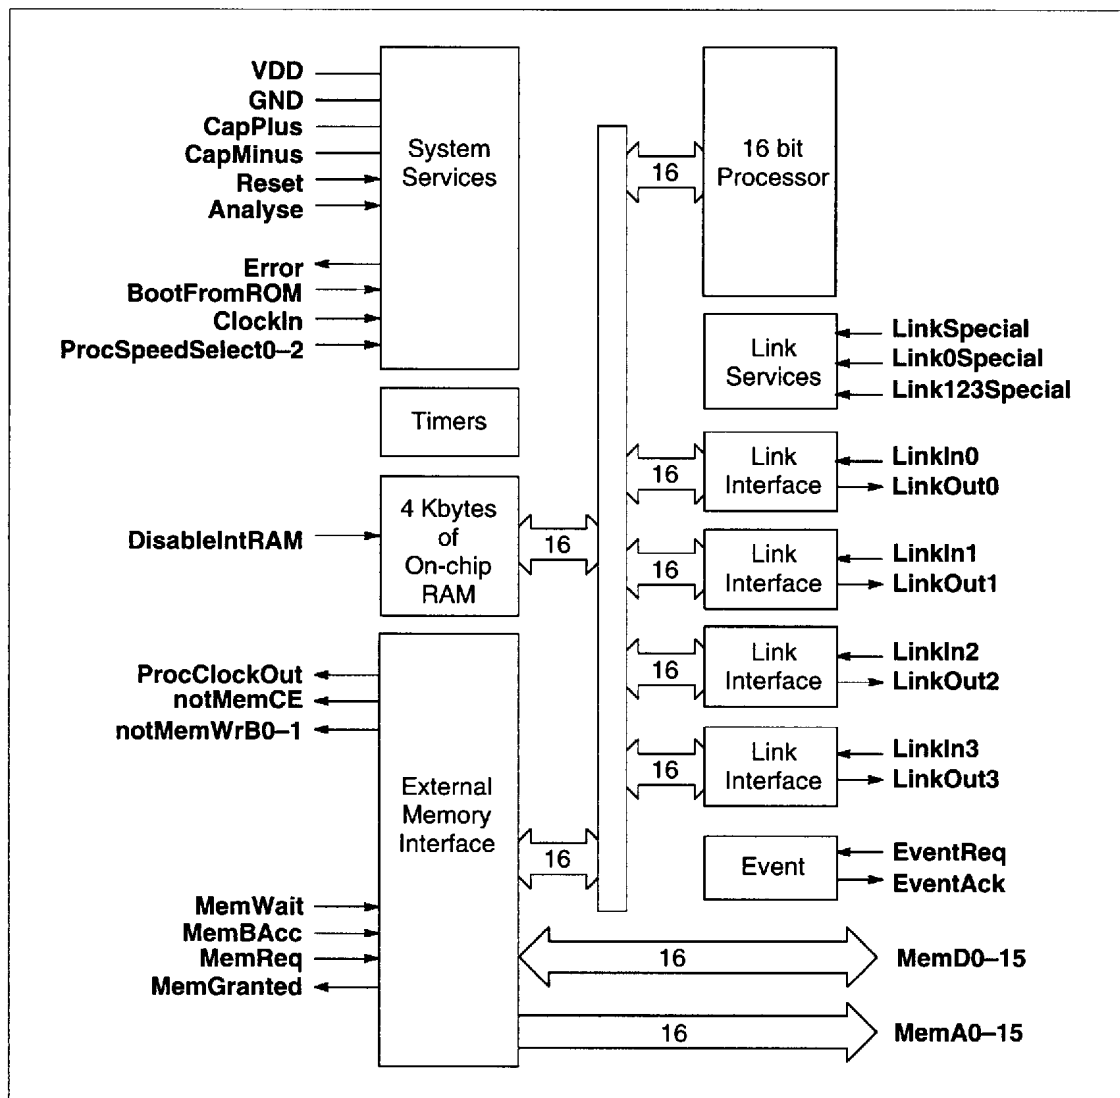 VDD
GND
CapPlus
CapMinus
Reset
Analyse
Error
BootFromROM
ClockIn
ProcSpeedSelect0–2
System
Services
Timers
DisableIntRAM
4 Kbytes
of
On-chip
RAM
16
ProcClockOut
notMemCE
notMemWrB0–1
External
Memory
Interface
16
MemWait
MemBAcc
MemReq
MemGranted
16 bit
Processor
16
Link
Services
LinkSpecial
Link0Special
Link123Special
16
Link
Interface
LinkIn0
LinkOut0
16
Link
Interface
LinkIn1
LinkOut1
16
Link
Interface
LinkIn2
LinkOut2
16
Link
Interface
LinkIn3
LinkOut3
Event
EventReq
EventAck
16
MemD0–15
16
MemA0–15